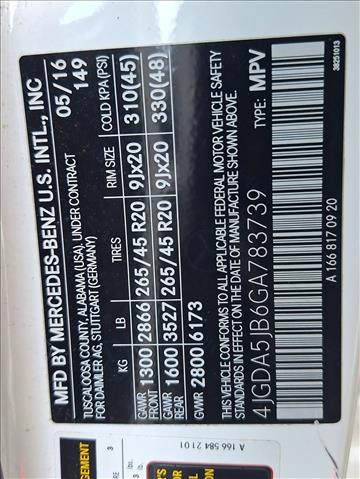 MFD BY MERCEDES-BENZ U.S. INTL., INC
TUSCALOOSA COUNTY, ALABAMA (USA), UNDER CONTRACT
FOR DAIMLER AG, STUTTGART(GERMANY)
05/16
149
KG LB TIRES RIM SIZE COLD KPA(PSI)
GAWR FRONT 1300 2866 265/45 R20 9Jx20 310(45)
GAWR REAR 1600 3527 265/45 R20 9Jx20 330(48)
GVWR 2800 6173
THIS VEHICLE CONFORMS TO ALL APPLICABLE FEDERAL MOTOR VEHICLE SAFETY
STANDARDS IN EFFECT ON THE DATE OF MANUFACTURE SHOWN ABOVE.
4JGDA5JB6GA783739 TYPE: MPV
A 166 817 09 20
38251013
A 166 584 21 01